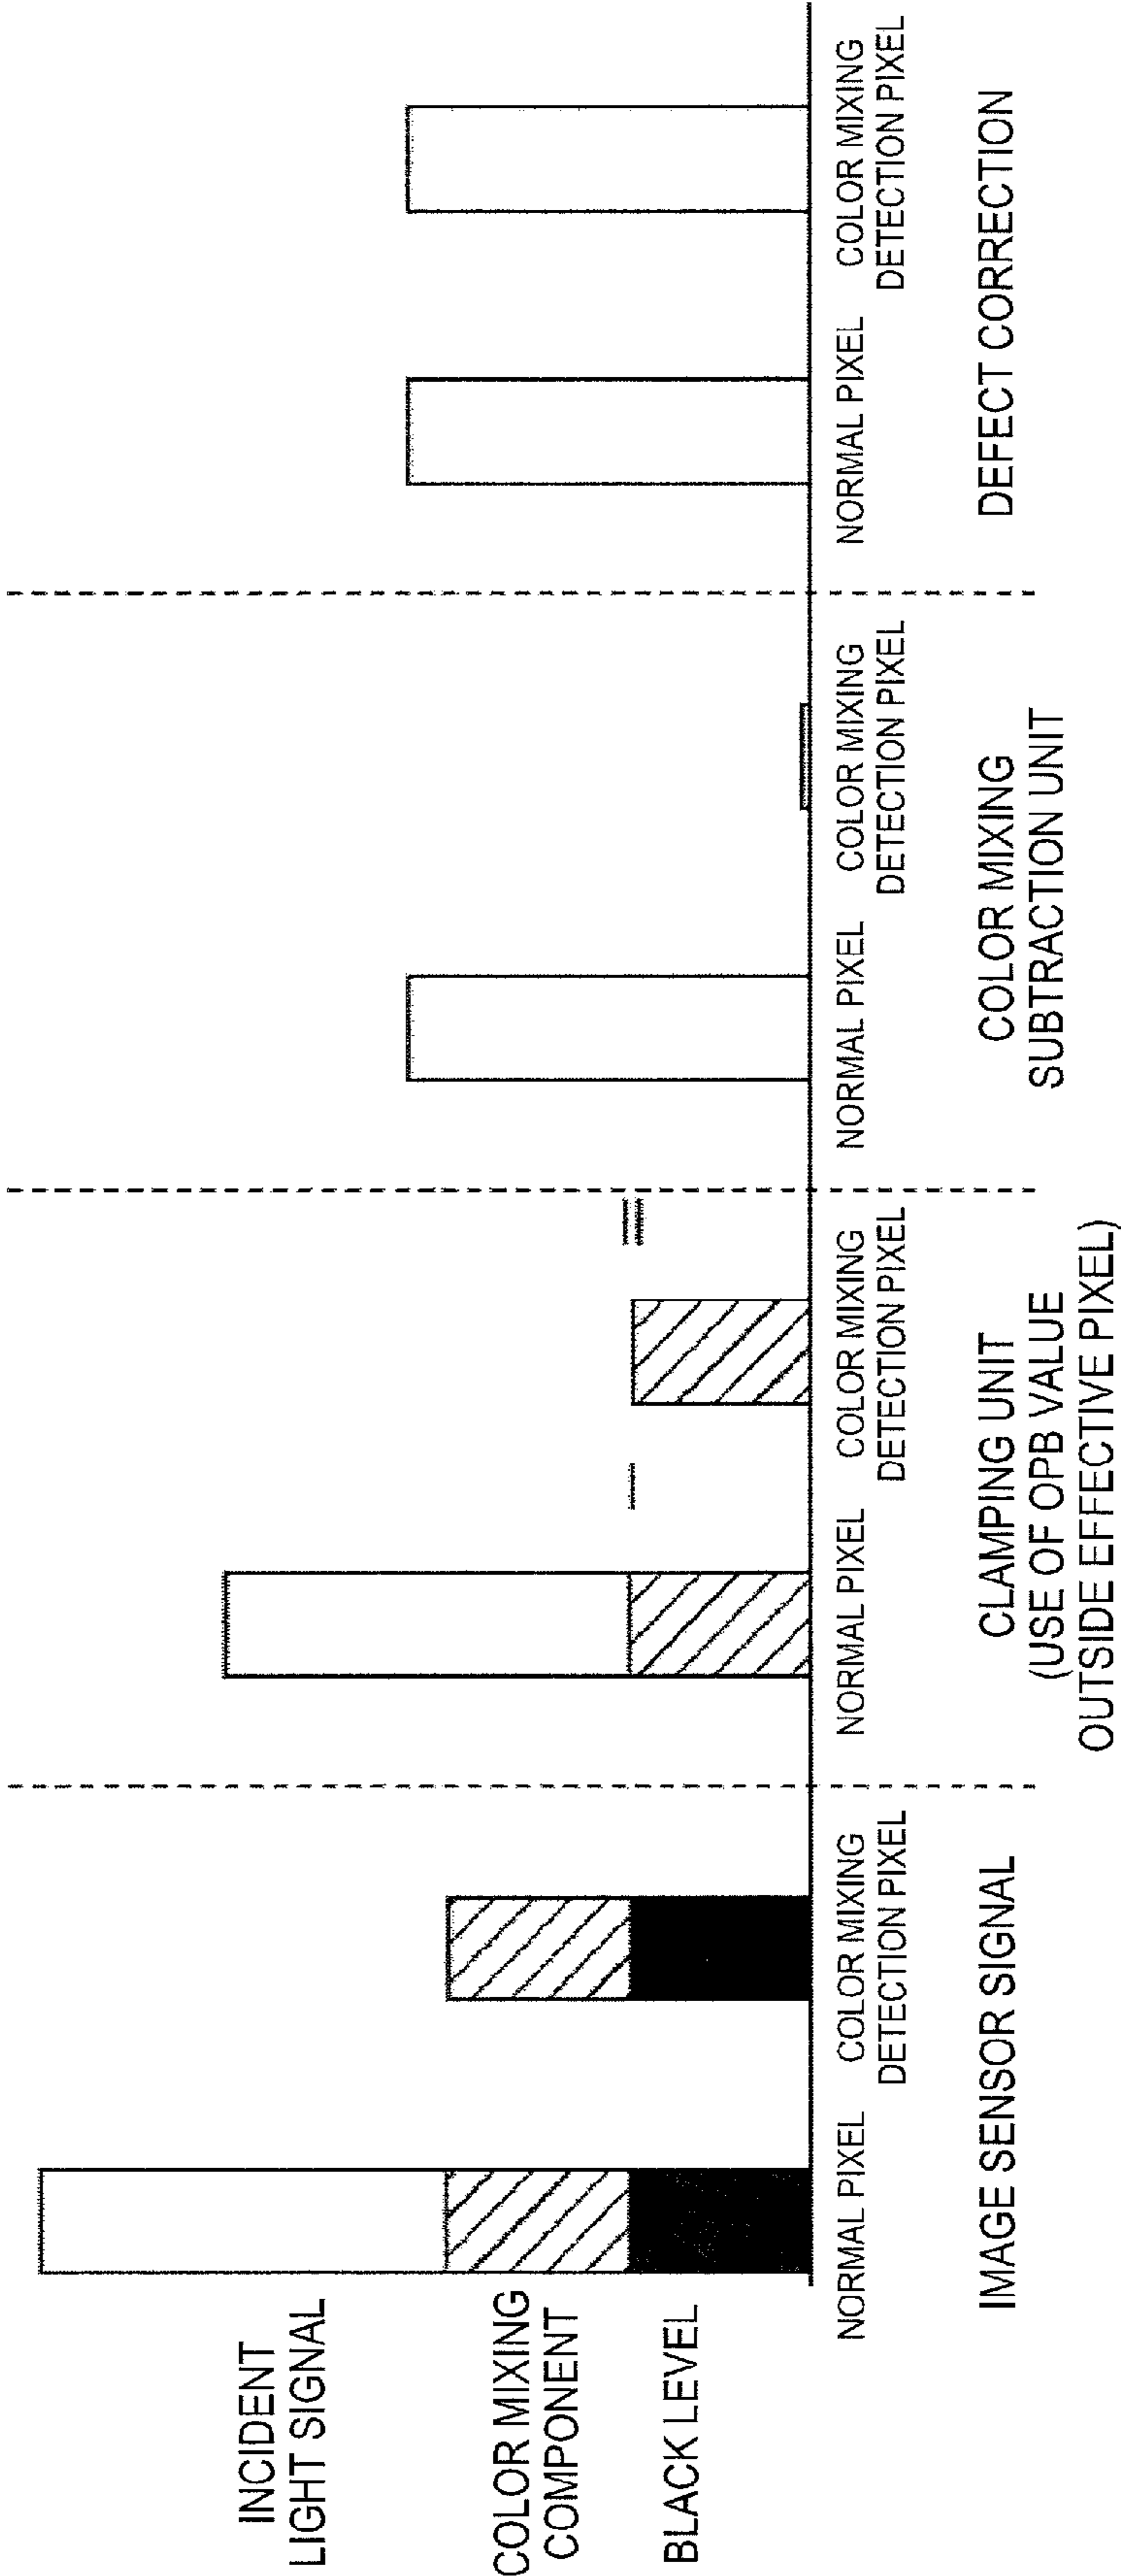 INCIDENT
LIGHT SIGNAL
COLOR MIXING
COMPONENT
BLACK LEVEL
NORMAL PIXEL
COLOR MIXING
DETECTION PIXEL
IMAGE SENSOR SIGNAL
NORMAL PIXEL
COLOR MIXING
DETECTION PIXEL
CLAMPING UNIT
(USE OF OPB VALUE
OUTSIDE EFFECTIVE PIXEL)
NORMAL PIXEL
COLOR MIXING
DETECTION PIXEL
COLOR MIXING
SUBTRACTION UNIT
NORMAL PIXEL
COLOR MIXING
DETECTION PIXEL
DEFECT CORRECTION